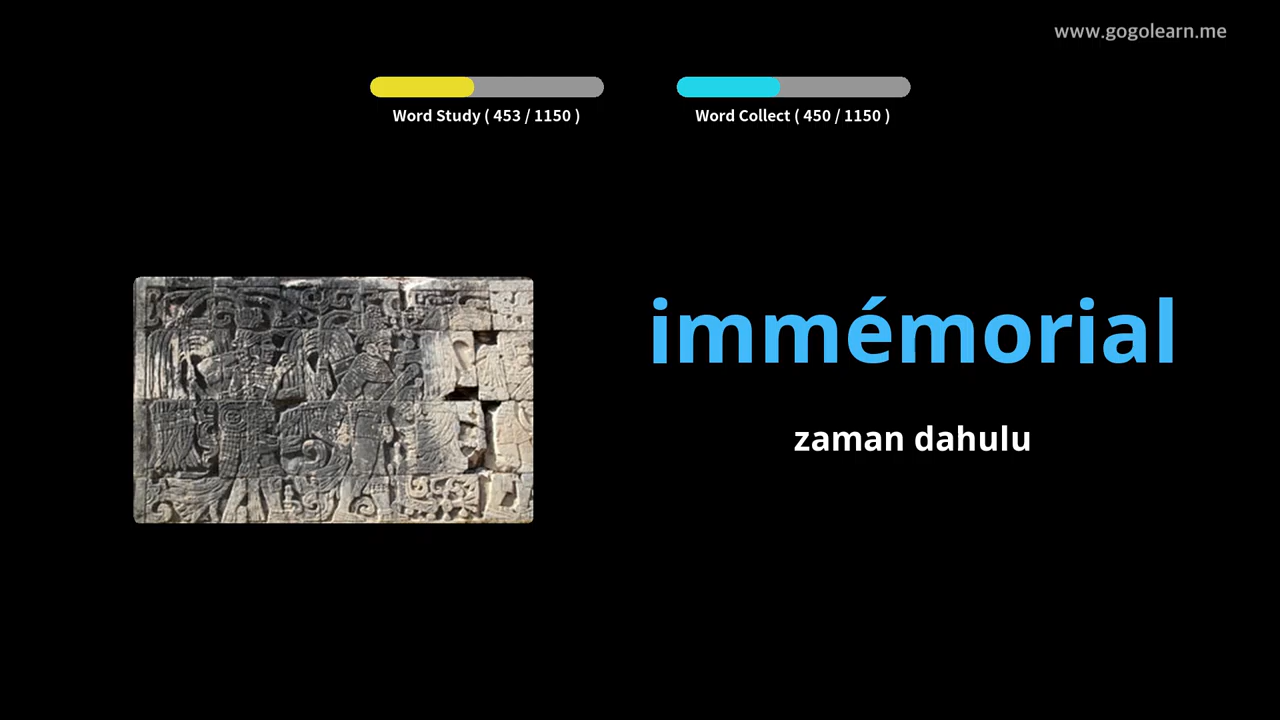 www.gogolearn.me
Word Study ( 453 / 1150 )
Word Collect ( 450 / 1150 )
immémorial
zaman dahulu